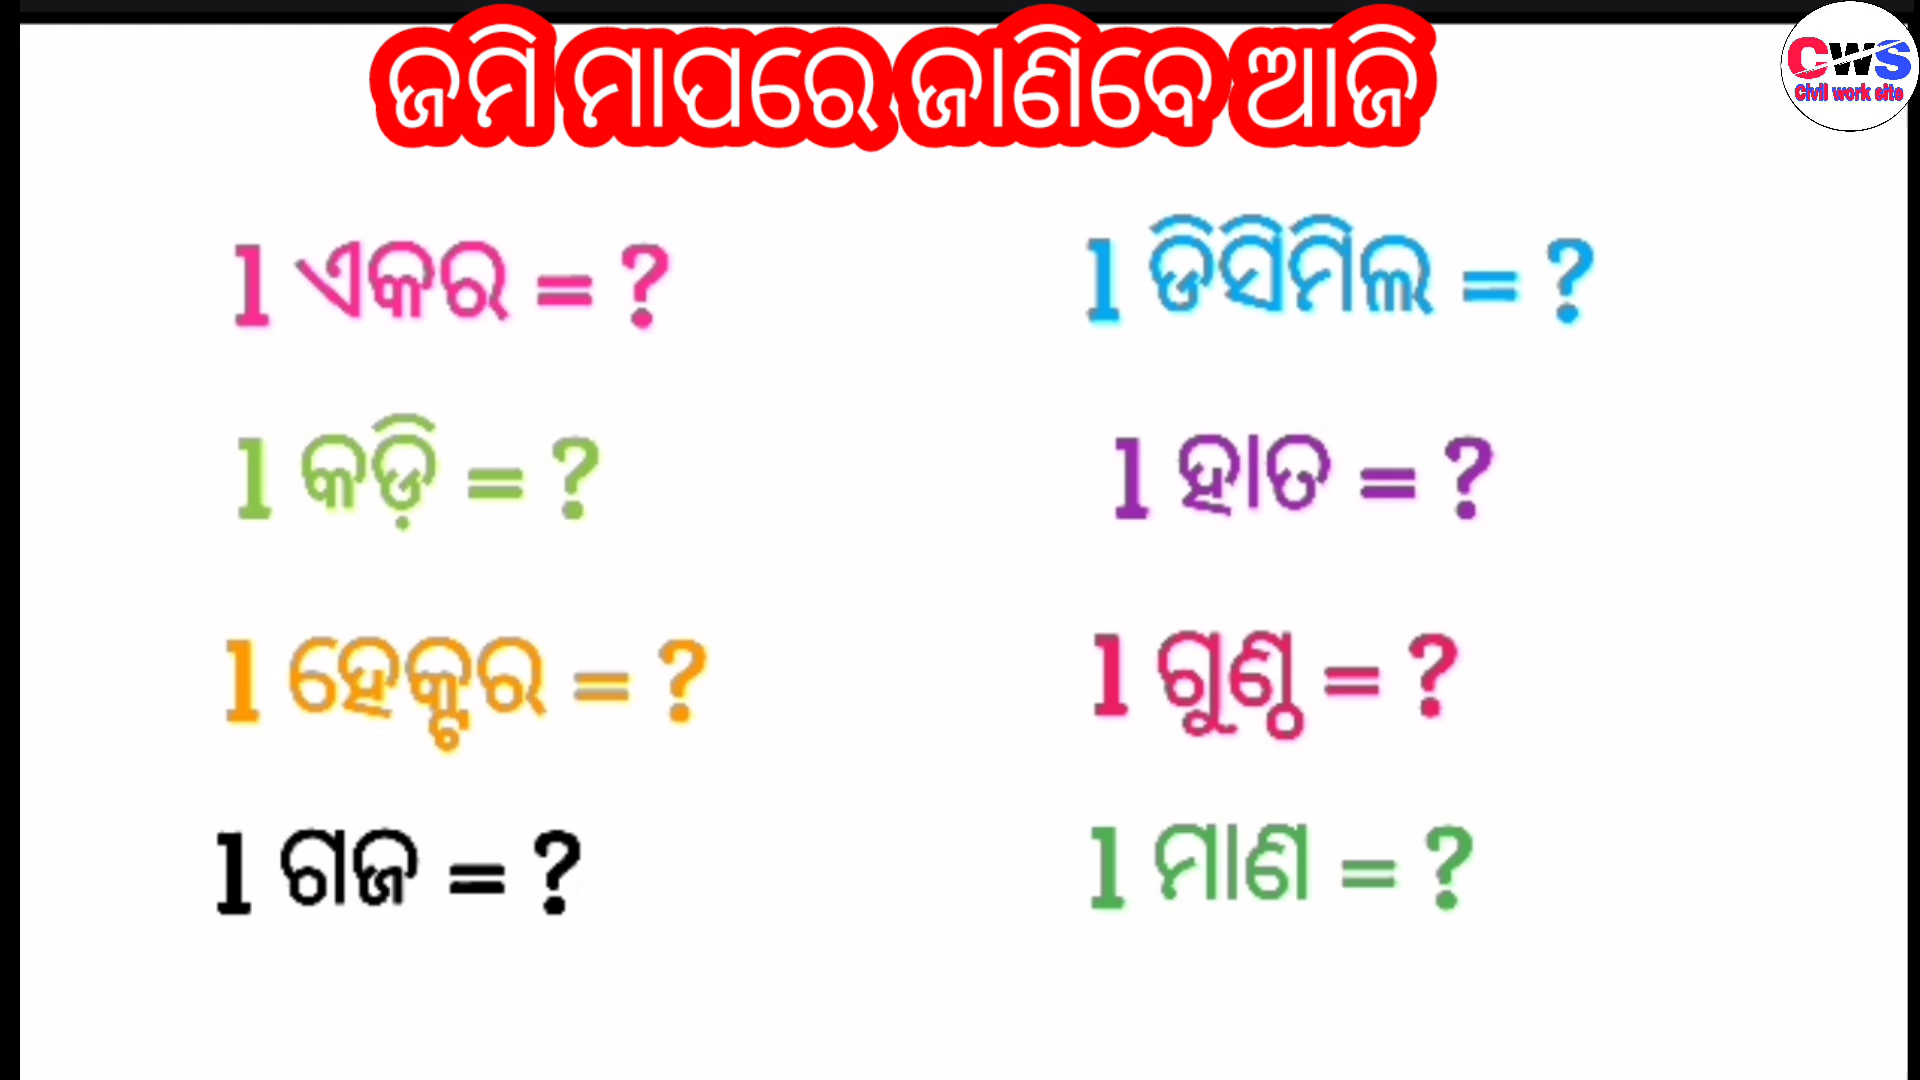 ଜମି ମାପରେ ଜାଣିବେ ଆଜି
CWS
Civil work site
1 ଏକର = ?
1 ଡିସିମିଲ = ?
1 କଡ଼ି = ?
1 ହାତ = ?
1 ହେକ୍ଟର = ?
1 ଗୁଣ୍ଠ = ?
1 ଗଜ = ?
1 ମାଣ = ?